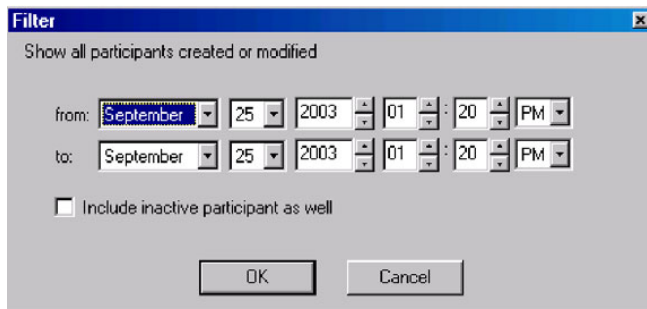 Filter
Show all participants created or modified
from: September 25 2003 01 : 20 PM
to: September 25 2003 01 : 20 PM
Include inactive participant as well
OK Cancel